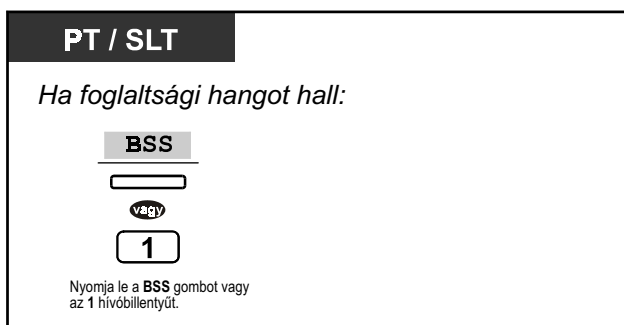 PT / SLT
Ha foglaltsági hangot hall:
BSS
vagy
1
Nyomja le a BSS gombot vagy
az 1 hívóbillentyűt.